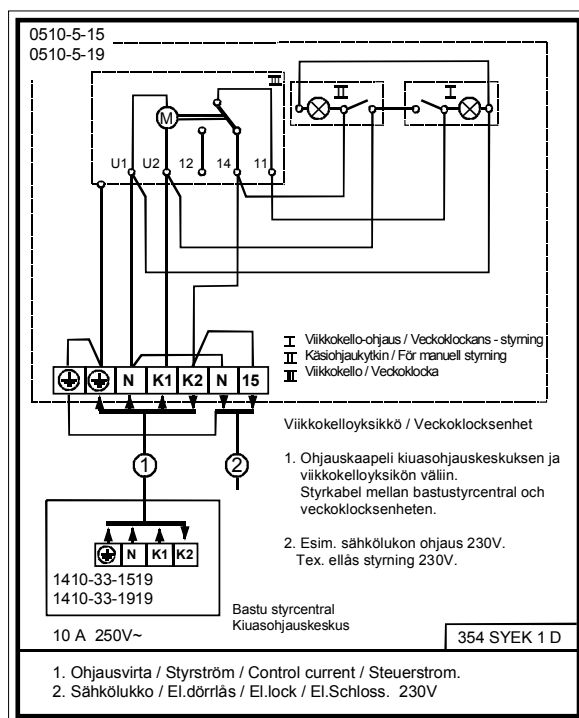 0510-5-15
0510-5-19
III
II
I
M
U1 U2 12 14 11
I Viikkokello-ohjaus / Veckoklockans - styrning
II Käsiohjaukytkin / För manuell styrning
III Viikkokello / Veckoklocka
N K1 K2 N 15
Viikkokelloyksikkö / Veckoklocksenhet
1 2
1. Ohjauskaapeli kiuasohjauskeskuksen ja
viikkokelloyksikön väliin.
Styrkabel mellan bastustyrcentral och
veckoklocksenheten.
2. Esim. sähkölukon ohjaus 230V.
Tex. ellås styrning 230V.
N K1 K2
1410-33-1519
1410-33-1919
Bastu styrcentral
Kiuasohjauskeskus
10 A 250V~
354 SYEK 1 D
1. Ohjausvirta / Styrström / Control current / Steuerstrom.
2. Sähkölukko / El.dörrlås / El.lock / El.Schloss. 230V